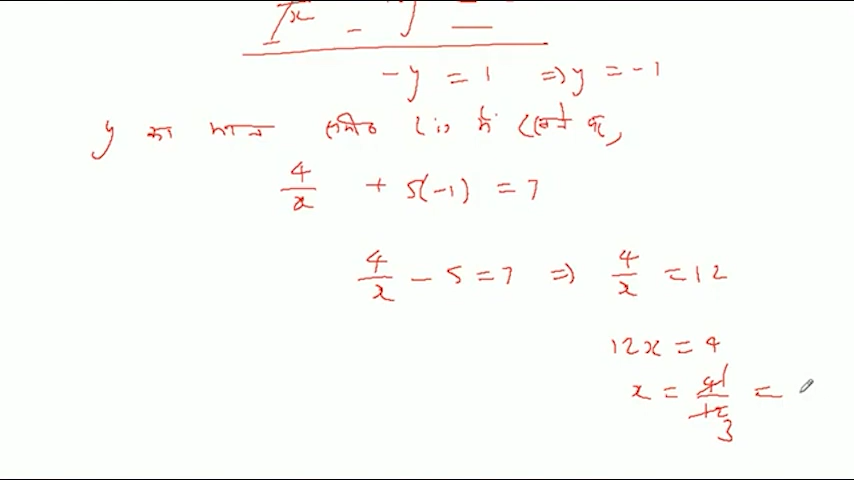 -y = 1 ⇒ y = -1
y का मान समी० (i) में रखने पर,
4/x + 5(-1) = 7
4/x - 5 = 7 ⇒ 4/x = 12
12x = 4
x = 4/12 1/3 =